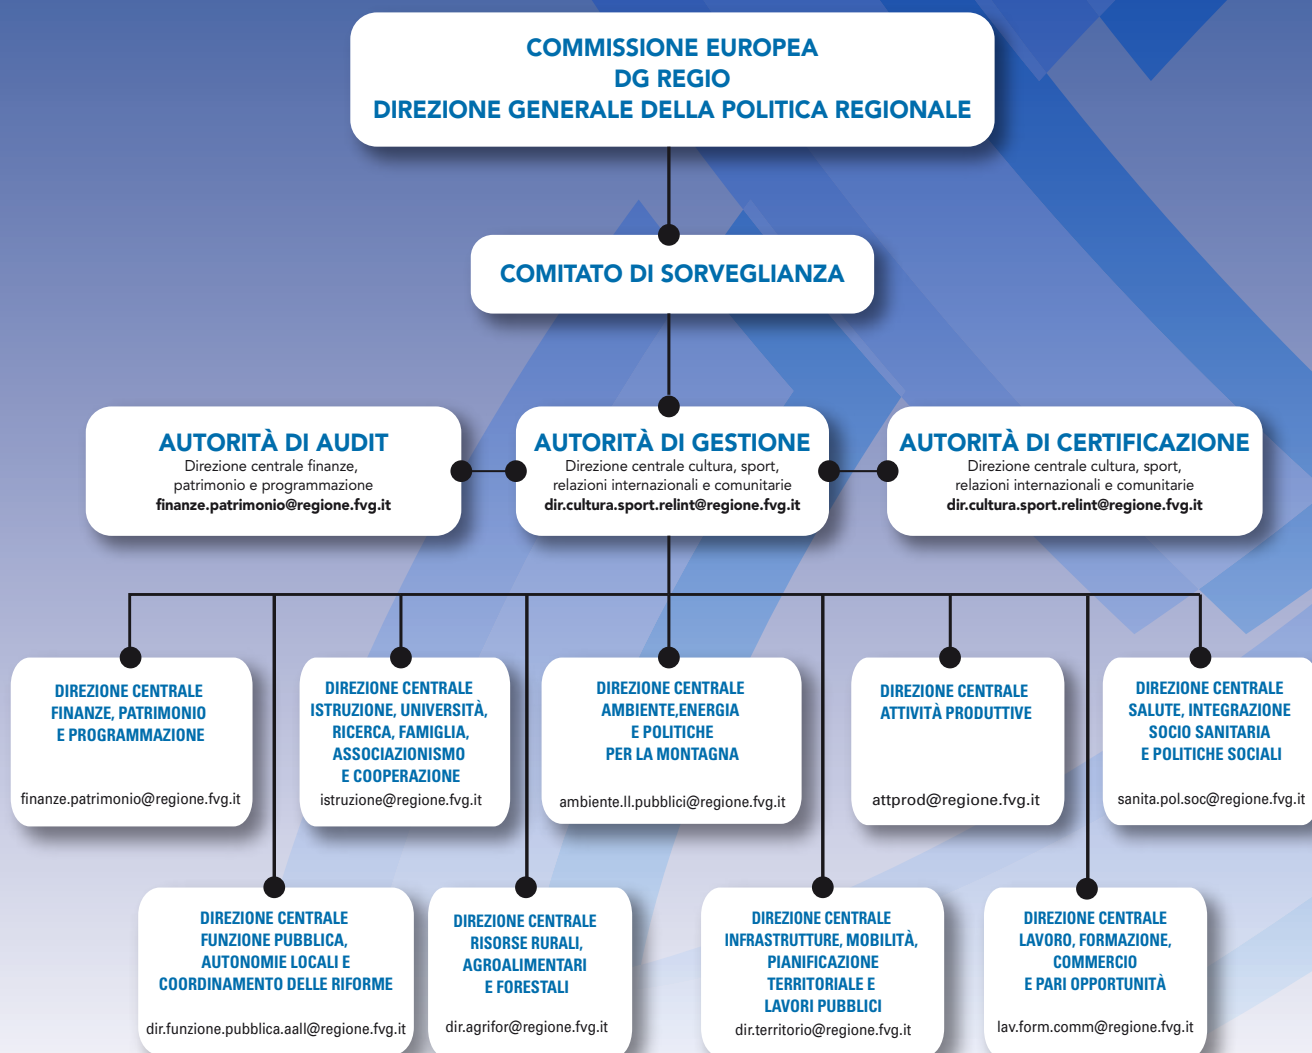 COMMISSIONE EUROPEA
DG REGIO
DIREZIONE GENERALE DELLA POLITICA REGIONALE
COMITATO DI SORVEGLIANZA
AUTORITÀ DI AUDIT
Direzione centrale finanze,
patrimonio e programmazione
finanze.patrimonio@regione.fvg.it
AUTORITÀ DI GESTIONE
Direzione centrale cultura, sport,
relazioni internazionali e comunitarie
dir.cultura.sport.relint@regione.fvg.it
AUTORITÀ DI CERTIFICAZIONE
Direzione centrale cultura, sport,
relazioni internazionali e comunitarie
dir.cultura.sport.relint@regione.fvg.it
DIREZIONE CENTRALE
FINANZE, PATRIMONIO
E PROGRAMMAZIONE
finanze.patrimonio@regione.fvg.it
DIREZIONE CENTRALE
ISTRUZIONE, UNIVERSITÀ,
RICERCA, FAMIGLIA,
ASSOCIAZIONISMO
E COOPERAZIONE
istruzione@regione.fvg.it
DIREZIONE CENTRALE
AMBIENTE,ENERGIA
E POLITICHE
PER LA MONTAGNA
ambiente.ll.pubblici@regione.fvg.it
DIREZIONE CENTRALE
ATTIVITÀ PRODUTTIVE
attprod@regione.fvg.it
DIREZIONE CENTRALE
SALUTE, INTEGRAZIONE
SOCIO SANITARIA
E POLITICHE SOCIALI
sanita.pol.soc@regione.fvg.it
DIREZIONE CENTRALE
FUNZIONE PUBBLICA,
AUTONOMIE LOCALI E
COORDINAMENTO DELLE RIFORME
dir.funzione.pubblica.aall@regione.fvg.it
DIREZIONE CENTRALE
RISORSE RURALI,
AGROALIMENTARI
E FORESTALI
dir.agrifor@regione.fvg.it
DIREZIONE CENTRALE
INFRASTRUTTURE, MOBILITÀ,
PIANIFICAZIONE
TERRITORIALE E
LAVORI PUBBLICI
dir.territorio@regione.fvg.it
DIREZIONE CENTRALE
LAVORO, FORMAZIONE,
COMMERCIO
E PARI OPPORTUNITÀ
lav.form.comm@regione.fvg.it